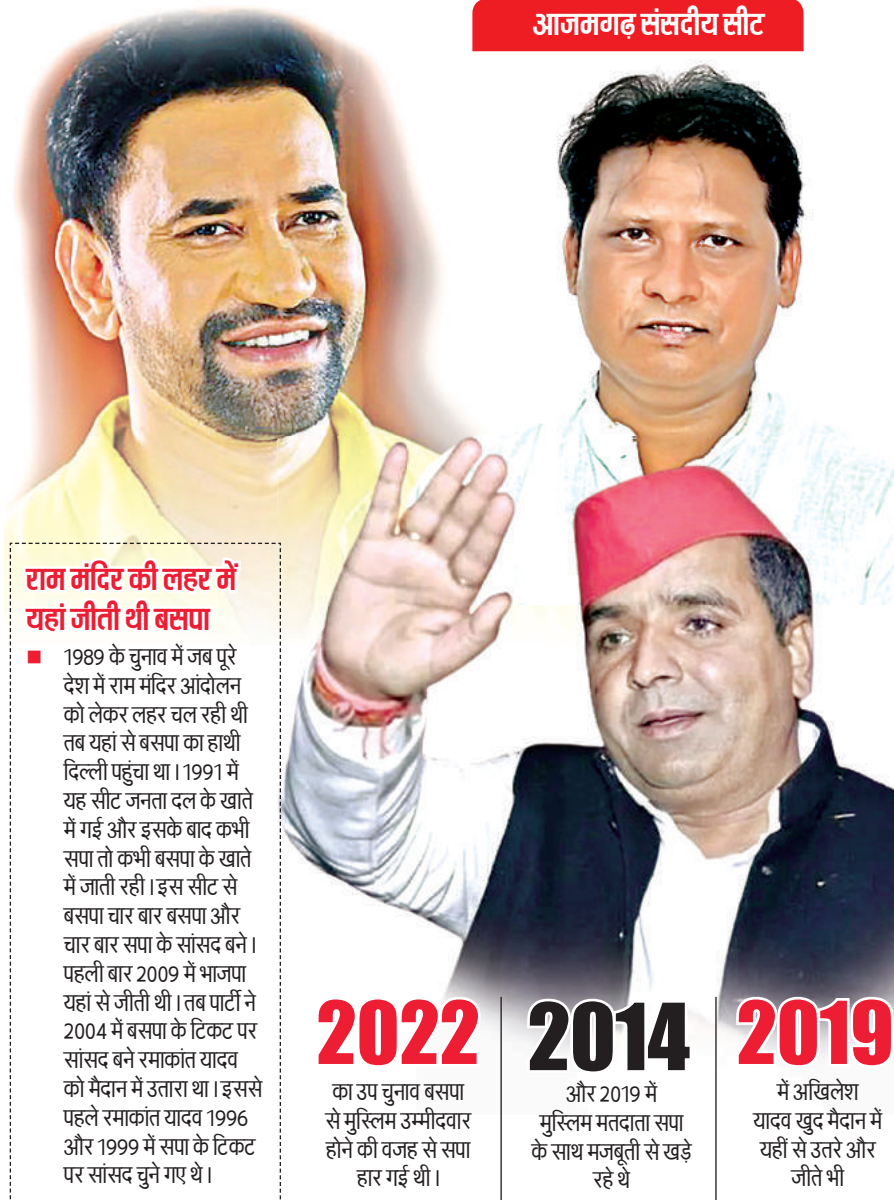 आजमगढ़ संसदीय सीट
राम मंदिर की लहर में
यहां जीती थी बसपा
1989 के चुनाव में जब पूरे
देश में राम मंदिर आंदोलन
को लेकर लहर चल रही थी
तब यहां से बसपा का हाथी
दिल्ली पहुंचा था। 1991 में
यह सीट जनता दल के खाते
में गई और इसके बाद कभी
सपा तो कभी बसपा के खाते
में जाती रही। इस सीट से
बसपा चार बार बसपा और
चार बार सपा के सांसद बने।
पहली बार 2009 में भाजपा
यहां से जीती थी। तब पार्टी ने
2004 में बसपा के टिकट पर
सांसद बने रमाकांत यादव
को मैदान में उतारा था। इससे
पहले रमाकांत यादव 1996
और 1999 में सपा के टिकट
पर सांसद चुने गए थे।
2022
का उप चुनाव बसपा
से मुस्लिम उम्मीदवार
होने की वजह से सपा
हार गई थी।
2014
और 2019 में
मुस्लिम मतदाता सपा
के साथ मजबूती से खड़े
रहे थे
2019
में अखिलेश
यादव खुद मैदान में
यहीं से उतरे और
जीते भी